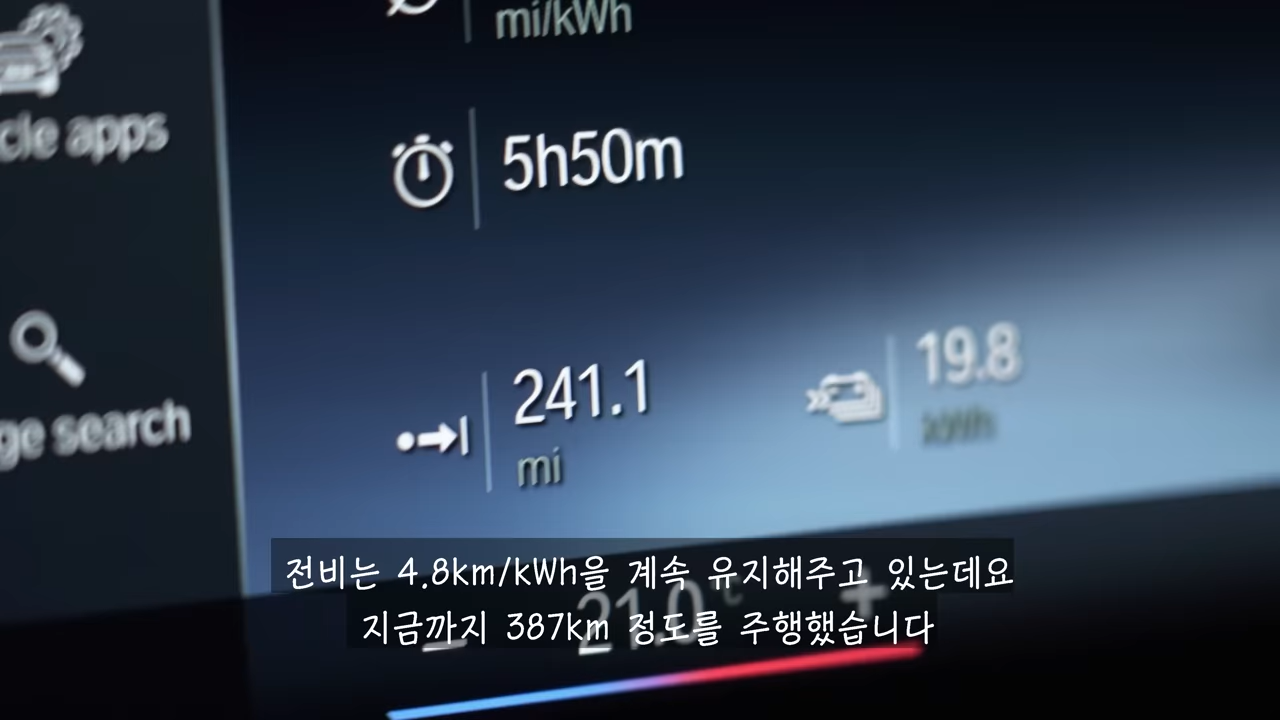 mi/kWh
cle apps
5h50m
ge search
241.1
mi
19.8
kWh
전비는 4.8km/kWh을 계속 유지해주고 있는데요
지금까지 387km 정도를 주행했습니다
21.0°C